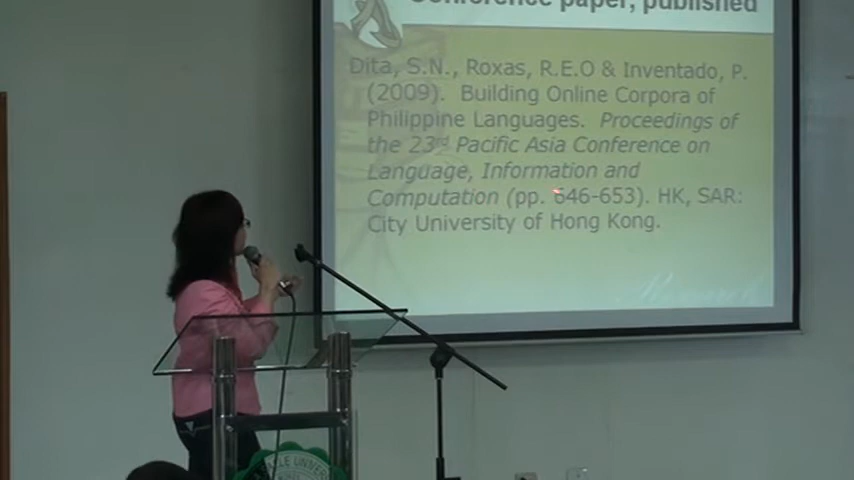 Conference paper, published
Dita, S.N., Roxas, R.E.O & Inventado, P.
(2009). Building Online Corpora of
Philippine Languages. Proceedings of
the 23rd Pacific Asia Conference on
Language, Information and
Computation (pp. 646-653). HK, SAR:
City University of Hong Kong.